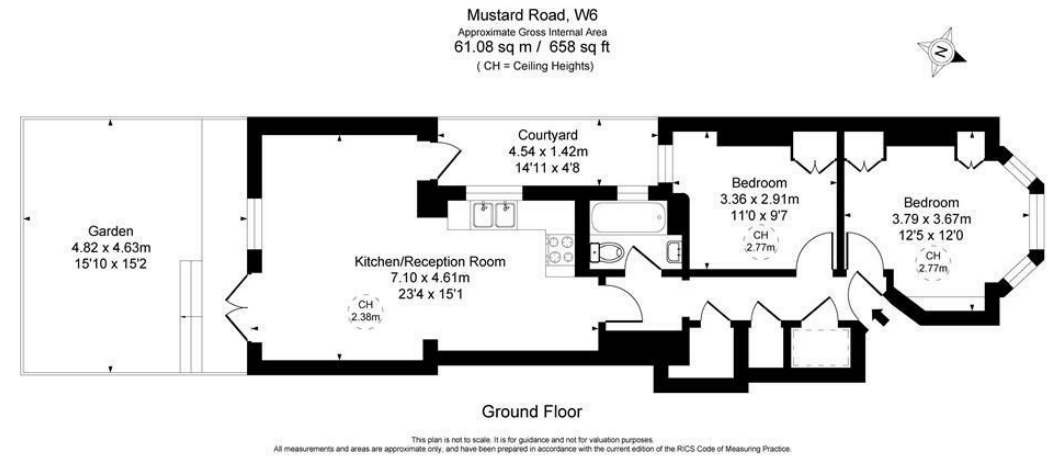 Mustard Road, W6
Approximate Gross Internal Area
61.08 sq m / 658 sq ft
( CH = Ceiling Heights)
N
Courtyard
4.54 x 1.42m
14'11 x 4'8
Bedroom
3.36 x 2.91m
11'0 x 9'7
CH
2.77m
Bedroom
3.79 x 3.67m
12'5 x 12'0
CH
2.77m
Garden
4.82 x 4.63m
15'10 x 15'2
Kitchen/Reception Room
7.10 x 4.61m
23'4 x 15'1
CH
2.38m
Ground Floor
This plan is not to scale. It is for guidance and not for valuation purposes.
All measurements and areas are approximate only, and have been prepared in accordance with the current edition of the RICS Code of Measuring Practice.